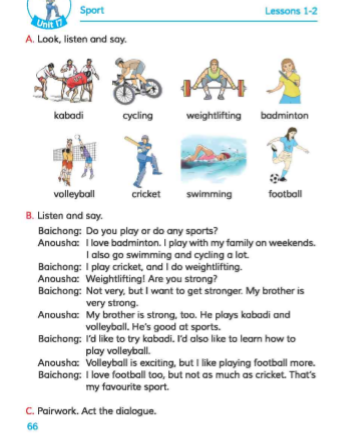 Unit 17
Sport
Lessons 1-2
A. Look, listen and say.
kabadi
cycling
weightlifting
badminton
volleyball
cricket
swimming
football
B. Listen and say.
Baichong: Do you play or do any sports?
Anousha: I love badminton. I play with my family on weekends.
I also go swimming and cycling a lot.
Baichong: I play cricket, and I do weightlifting.
Anousha: Weightlifting! Are you strong?
Baichong: Not very, but I want to get stronger. My brother is
very strong.
Anousha: My brother is strong, too. He plays kabadi and
volleyball. He's good at sports.
Baichong: I'd like to try kabadi. I'd also like to learn how to
play volleyball.
Anousha: Volleyball is exciting, but I like playing football more.
Baichong: I love football too, but not as much as cricket. That's
my favourite sport.
C. Pairwork. Act the dialogue.
66